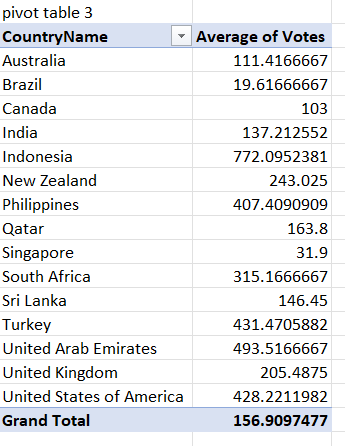 pivot table 3
CountryName Average of Votes
Australia 111.4166667
Brazil 19.61666667
Canada 103
India 137.212552
Indonesia 772.0952381
New Zealand 243.025
Philippines 407.4090909
Qatar 163.8
Singapore 31.9
South Africa 315.1666667
Sri Lanka 146.45
Turkey 431.4705882
United Arab Emirates 493.5166667
United Kingdom 205.4875
United States of America 428.2211982
Grand Total 156.9097477